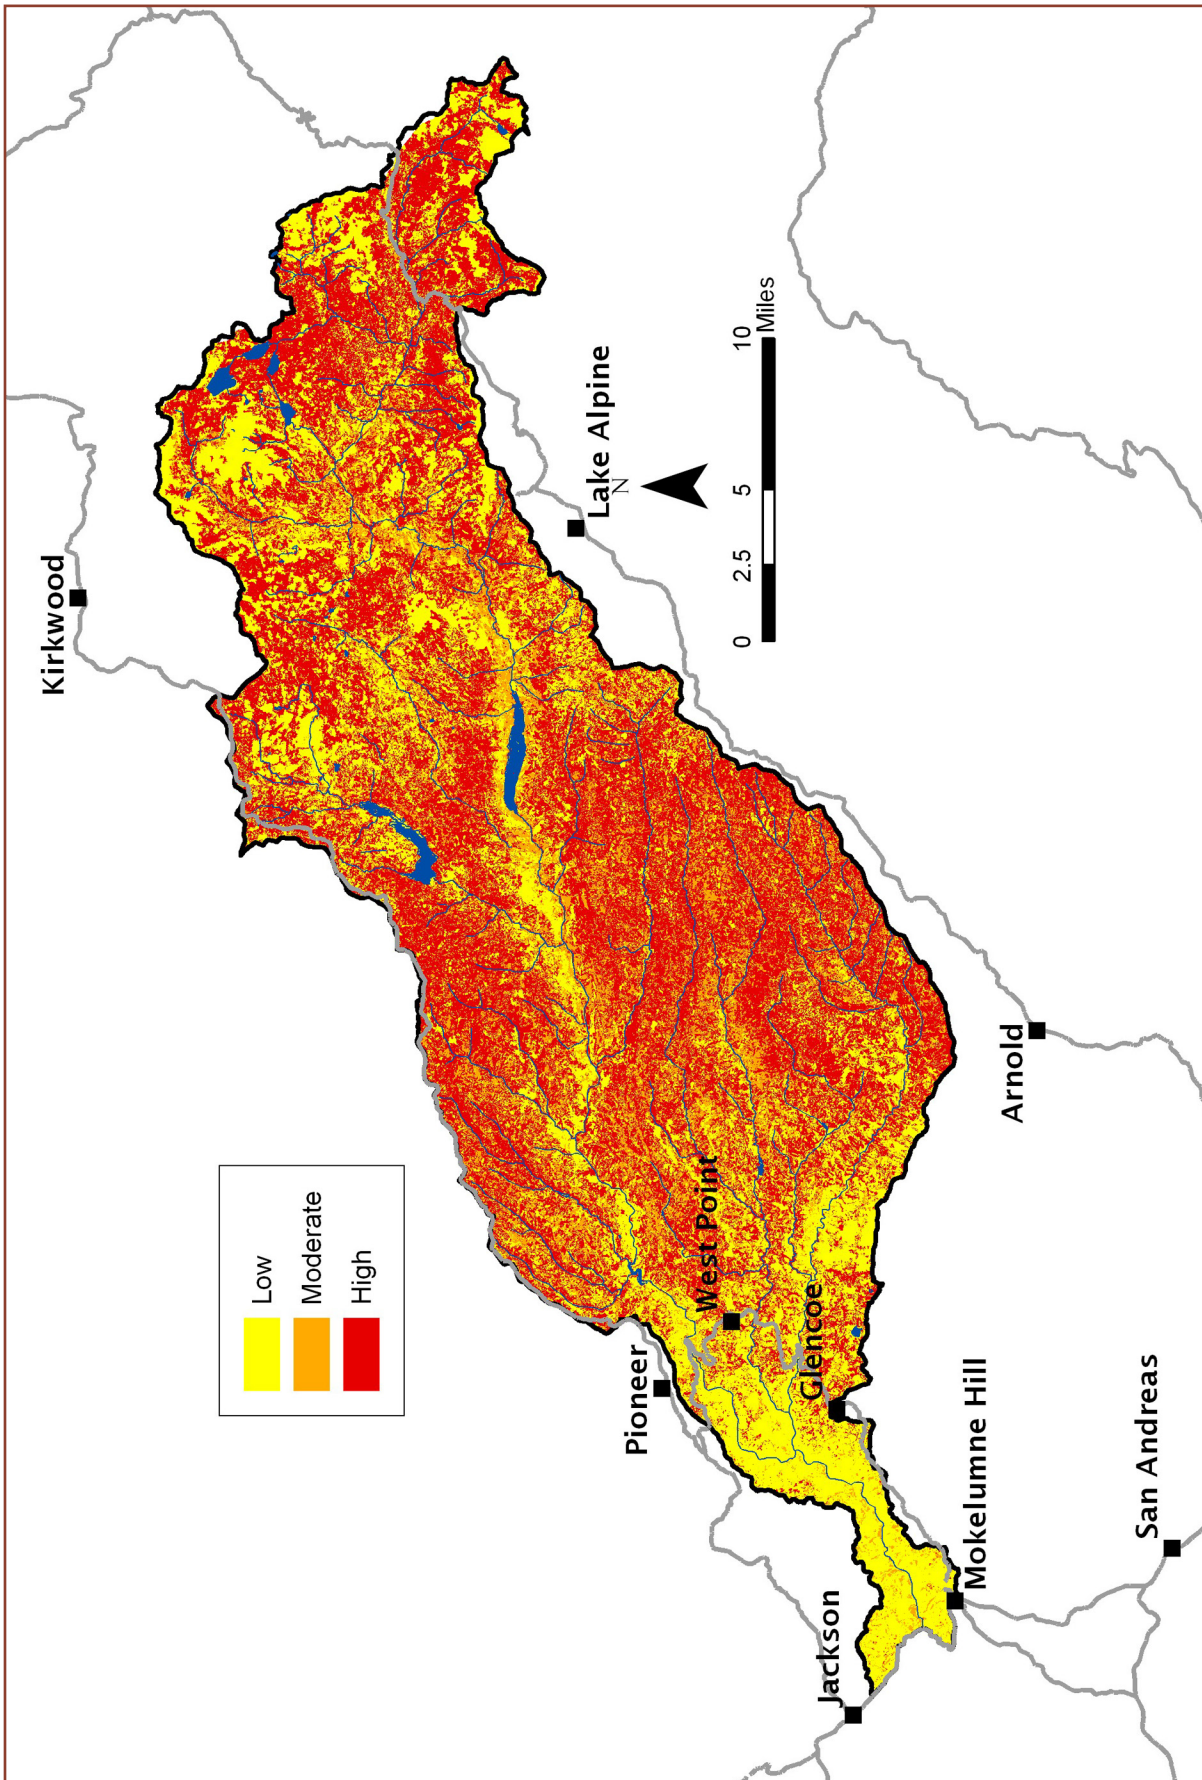 Kirkwood
Lake Alpine
N
0
2.5
5
10
Miles
Low
Moderate
High
Pioneer
West Point
Glencoe
Arnold
Jackson
Mokelumne Hill
San Andreas